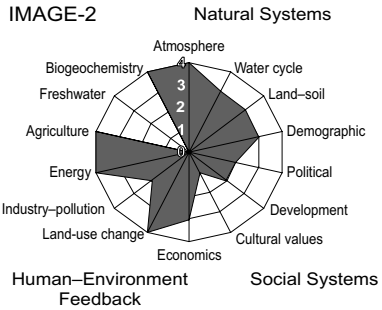 IMAGE-2
Natural Systems
Atmosphere
Biogeochemistry
Water cycle
Freshwater
Land–soil
Agriculture
Demographic
Energy
Political
Industry–pollution
Development
Land-use change
Cultural values
Economics
4
3
2
1
0
Human–Environment
Feedback
Social Systems